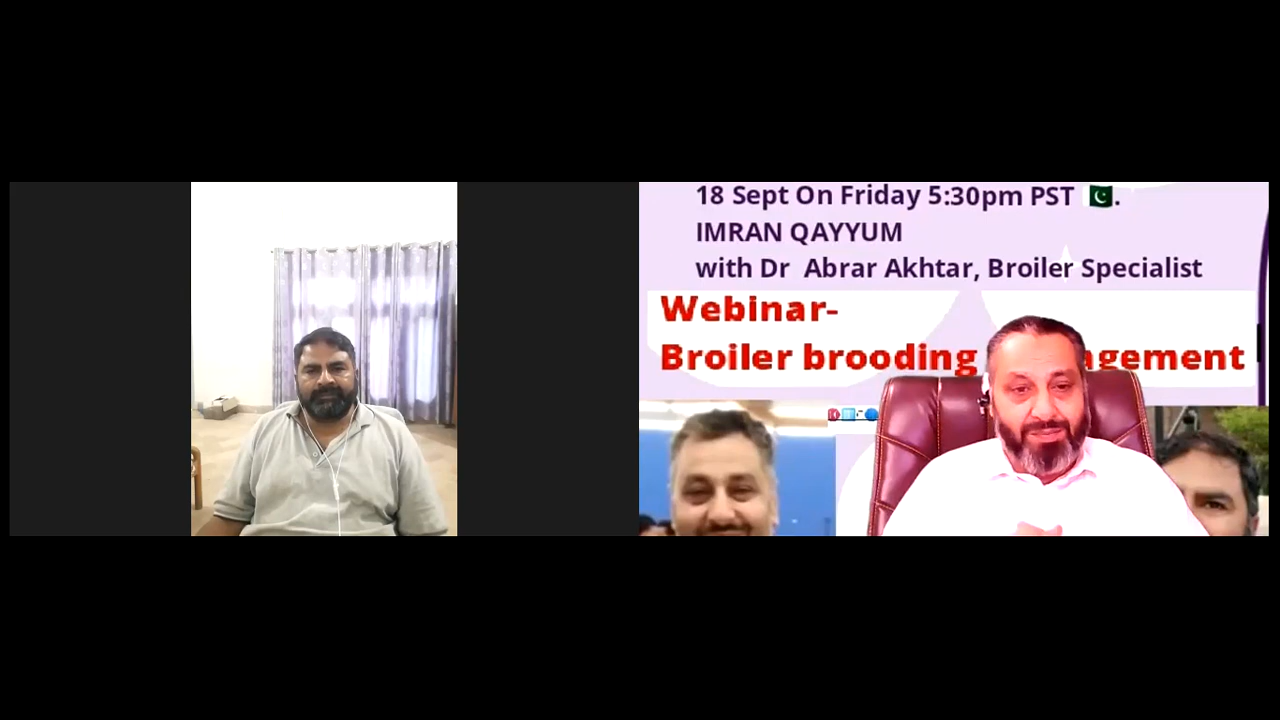 18 Sept On Friday 5:30pm PST 🇵🇰.
IMRAN QAYYUM
with Dr Abrar Akhtar, Broiler Specialist
Webinar-
Broiler brooding agement